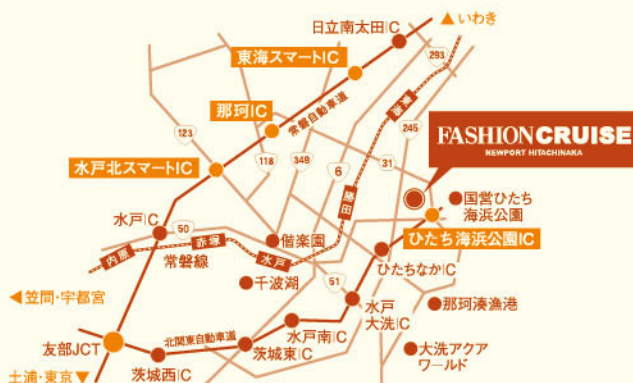 ▲いわき
日立南太田IC
東海スマートIC
293
那珂IC
常磐自動車道
東海
123
245
118
349
6
31
FASHION CRUISE
NEWPORT HITACHINAKA
水戸北スマートIC
勝田
国営ひたち
海浜公園
水戸IC
50
偕楽園
ひたち海浜公園IC
内原
赤塚
水戸
常磐線
ひたちなかIC
千波湖
51
◀笠間・宇都宮
水戸
大洗IC
那珂湊漁港
北関東自動車道
水戸南IC
友部JCT
茨城東IC
大洗アクア
ワールド
土浦・東京▼
茨城西IC